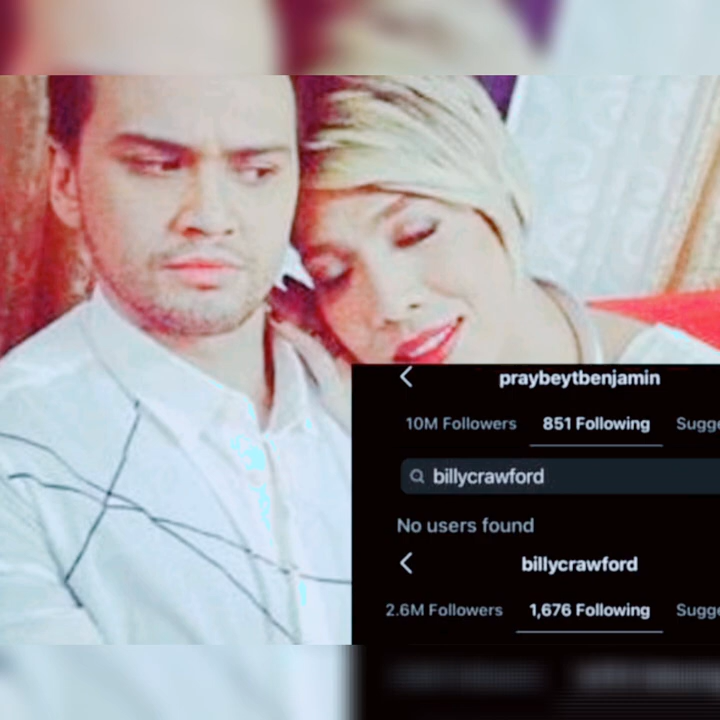 praybeytbenjamin
10M Followers 851 Following Sugge
billycrawford
No users found
billycrawford
2.6M Followers 1,676 Following Sugge